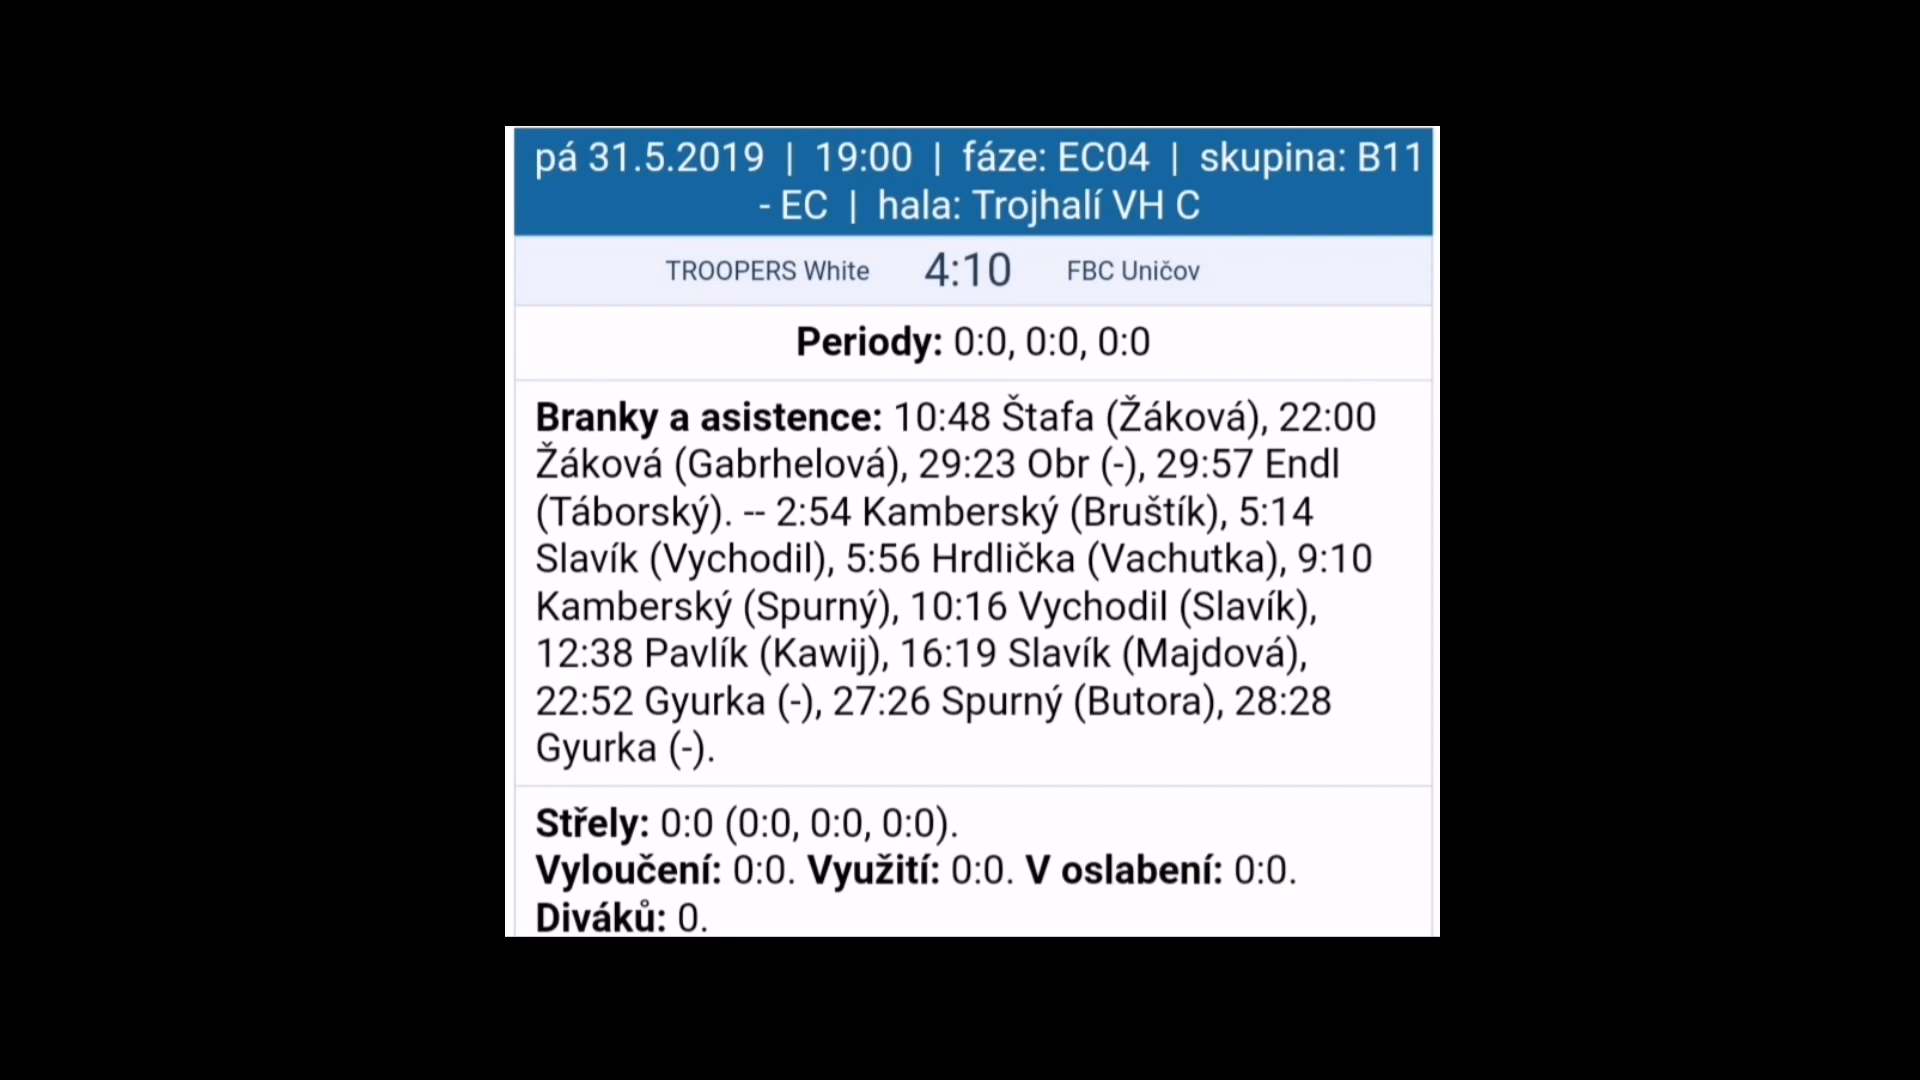 pá 31.5.2019 | 19:00 | fáze: EC04 | skupina: B11
- EC | hala: Trojhalí VH C
TROOPERS White 4:10 FBC Uničov
Periody: 0:0, 0:0, 0:0
Branky a asistence: 10:48 Štafa (Žáková), 22:00
Žáková (Gabrhelová), 29:23 Obr (-), 29:57 Endl
(Táborský). -- 2:54 Kamberský (Bruštík), 5:14
Slavík (Vychodil), 5:56 Hrdlička (Vachutka), 9:10
Kamberský (Spurný), 10:16 Vychodil (Slavík),
12:38 Pavlík (Kawij), 16:19 Slavík (Majdová),
22:52 Gyurka (-), 27:26 Spurný (Butora), 28:28
Gyurka (-).
Střely: 0:0 (0:0, 0:0, 0:0).
Vyloučení: 0:0. Využití: 0:0. V oslabení: 0:0.
Diváků: 0.